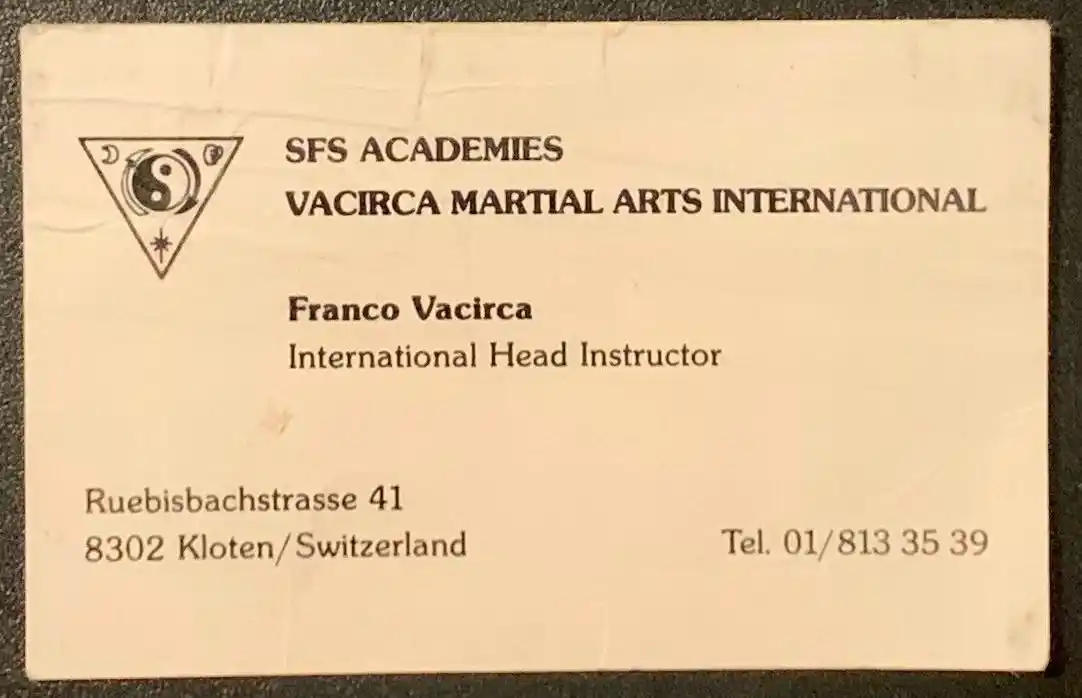 SFS ACADEMIES
VACIRCA MARTIAL ARTS INTERNATIONAL
Franco Vacirca
International Head Instructor
Ruebisbachstrasse 41
8302 Kloten/Switzerland
Tel. 01/813 35 39